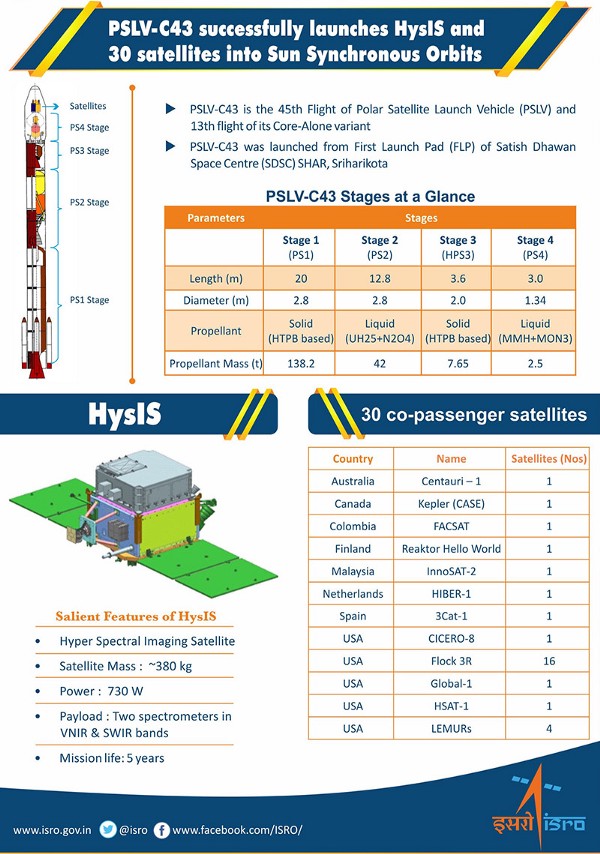 PSLV-C43 successfully launches HysIS and
30 satellites into Sun Synchronous Orbits
Satellites
PS4 Stage
PS3 Stage
PS2 Stage
PS1 Stage
PSLV-C43 is the 45th Flight of Polar Satellite Launch Vehicle (PSLV) and
13th flight of its Core-Alone variant
PSLV-C43 was launched from First Launch Pad (FLP) of Satish Dhawan
Space Centre (SDSC) SHAR, Sriharikota
PSLV-C43 Stages at a Glance
Parameters Stages
Stage 1 Stage 2 Stage 3 Stage 4
(PS1) (PS2) (HPS3) (PS4)
Length (m) 20 12.8 3.6 3.0
Diameter (m) 2.8 2.8 2.0 1.34
Propellant Solid Liquid Solid Liquid
(HTPB based) (UH25+N2O4) (HTPB based) (MMH+MON3)
Propellant Mass (t) 138.2 42 7.65 2.5
HysIS
Salient Features of HysIS
• Hyper Spectral Imaging Satellite
• Satellite Mass : ~380 kg
• Power : 730 W
• Payload : Two spectrometers in
VNIR & SWIR bands
• Mission life: 5 years
30 co-passenger satellites
Country Name Satellites (Nos)
Australia Centauri – 1 1
Canada Kepler (CASE) 1
Colombia FACSAT 1
Finland Reaktor Hello World 1
Malaysia InnoSAT-2 1
Netherlands HIBER-1 1
Spain 3Cat-1 1
USA CICERO-8 1
USA Flock 3R 16
USA Global-1 1
USA HSAT-1 1
USA LEMURs 4
www.isro.gov.in @isro www.facebook.com/ISRO/
इसरो isro